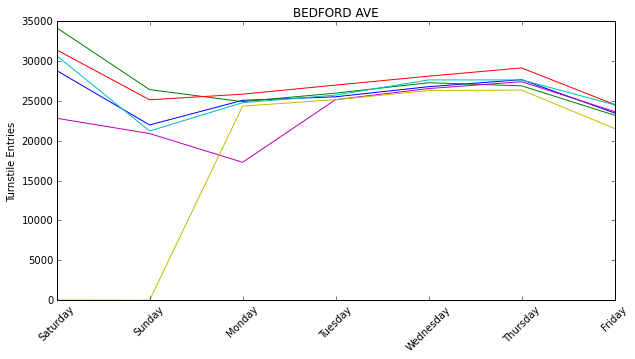 BEDFORD AVE
Turnstile Entries
35000
30000
25000
20000
15000
10000
5000
0
Saturday
Sunday
Monday
Tuesday
Wednesday
Thursday
Friday